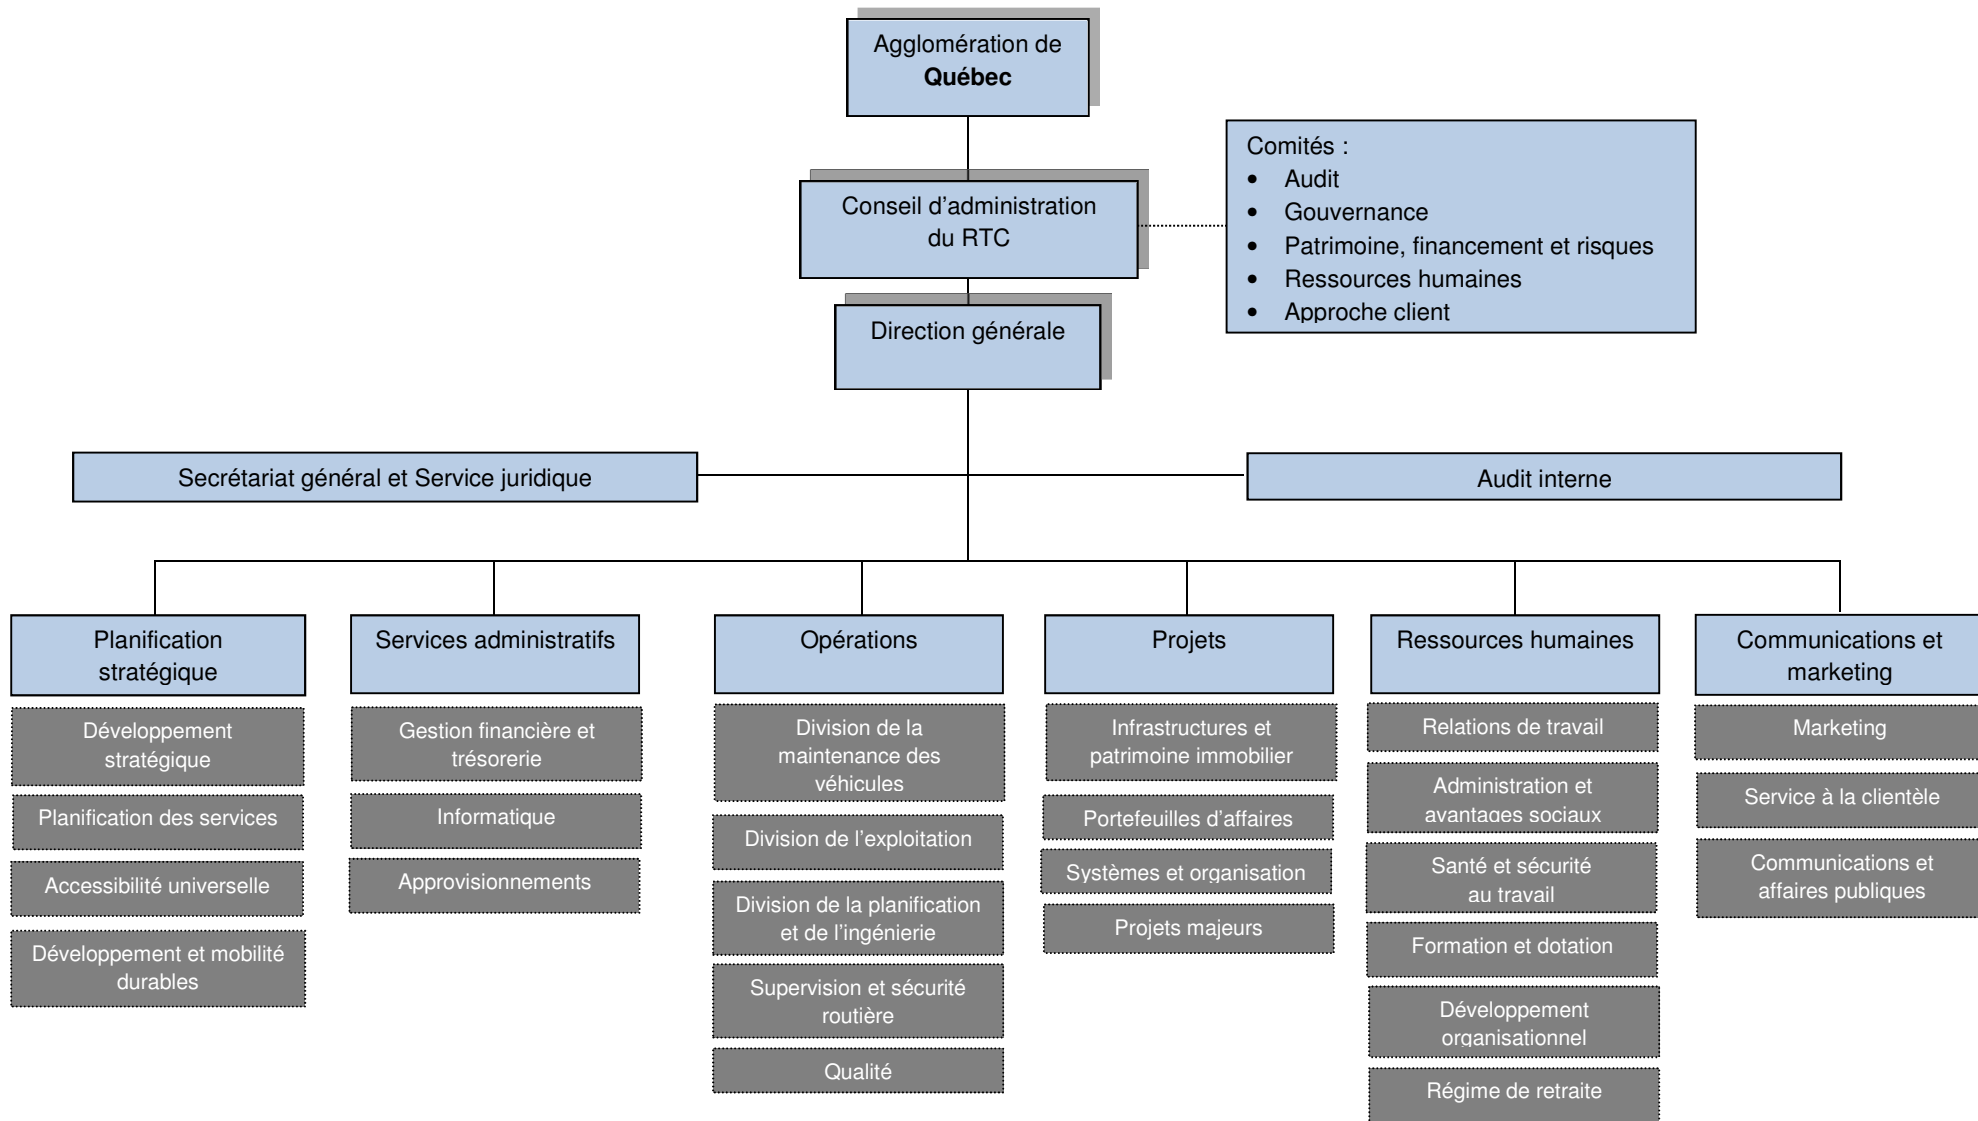 Agglomération de
Québec
Conseil d’administration
du RTC
Comités :
• Audit
• Gouvernance
• Patrimoine, financement et risques
• Ressources humaines
• Approche client
Direction générale
Secrétariat général et Service juridique
Audit interne
Planification
stratégique
Développement
stratégique
Planification des services
Accessibilité universelle
Développement et mobilité
durables
Services administratifs
Gestion financière et
trésorerie
Informatique
Approvisionnements
Opérations
Division de la
maintenance des
véhicules
Division de l’exploitation
Division de la planification
et de l’ingénierie
Supervision et sécurité
routière
Qualité
Projets
Infrastructures et
patrimoine immobilier
Portefeuilles d’affaires
Systèmes et organisation
Projets majeurs
Ressources humaines
Relations de travail
Administration et
avantages sociaux
Santé et sécurité
au travail
Formation et dotation
Développement
organisationnel
Régime de retraite
Communications et
marketing
Marketing
Service à la clientèle
Communications et
affaires publiques